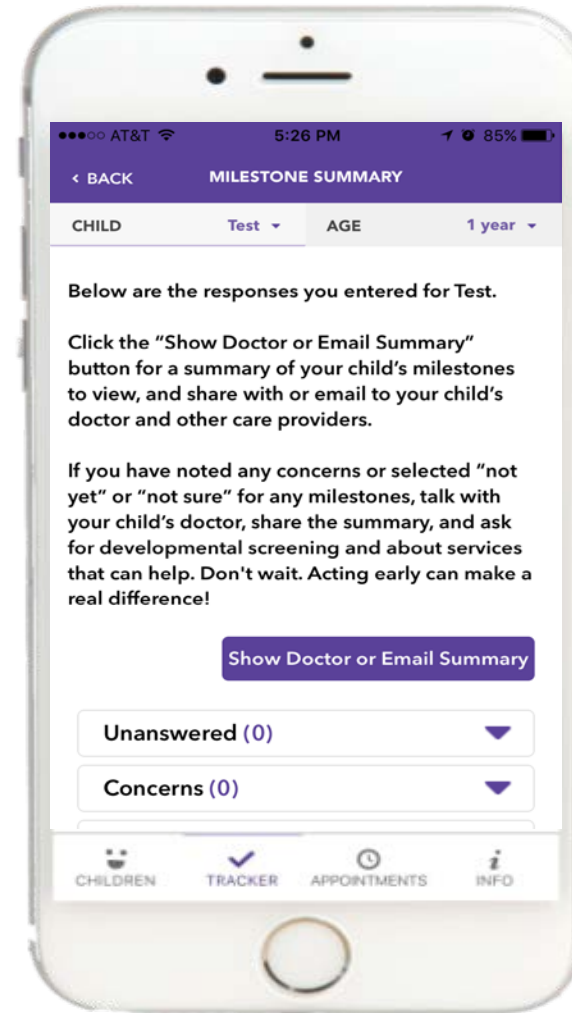 AT&T 5:26 PM 85%
< BACK MILESTONE SUMMARY
CHILD Test AGE 1 year
Below are the responses you entered for Test.
Click the “Show Doctor or Email Summary”
button for a summary of your child’s milestones
to view, and share with or email to your child’s
doctor and other care providers.
If you have noted any concerns or selected “not
yet” or “not sure” for any milestones, talk with
your child’s doctor, share the summary, and ask
for developmental screening and about services
that can help. Don't wait. Acting early can make a
real difference!
Show Doctor or Email Summary
Unanswered (0)
Concerns (0)
CHILDREN TRACKER APPOINTMENTS INFO